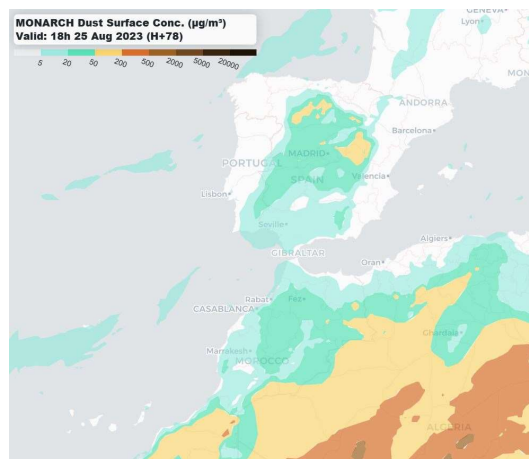 MONARCH Dust Surface Conc. (µg/m³)
Valid: 18h 25 Aug 2023 (H+78)
5 20 50 200 500 2000 5000 20000
GENEVA
Lyon
MON
ANDORRA
Barcelona
MADRID
PORTUGAL
SPAIN
Valencia
Lisbon
Seville
GIBRALTAR
Algiers
Oran
Rabat
Fez
CASABLANCA
Ghardaia
Marrakesh
MOROCCO
ALGERIA